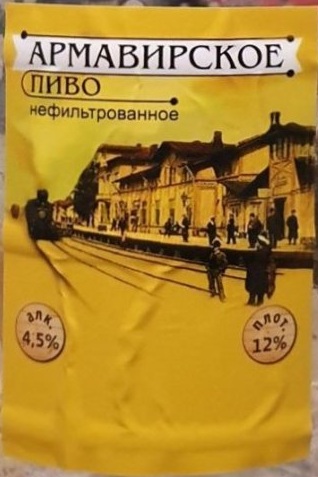 АРМАВИРСКОЕ
ПИВО
нефильтрованное
алк.
4,5%
плот.
12%